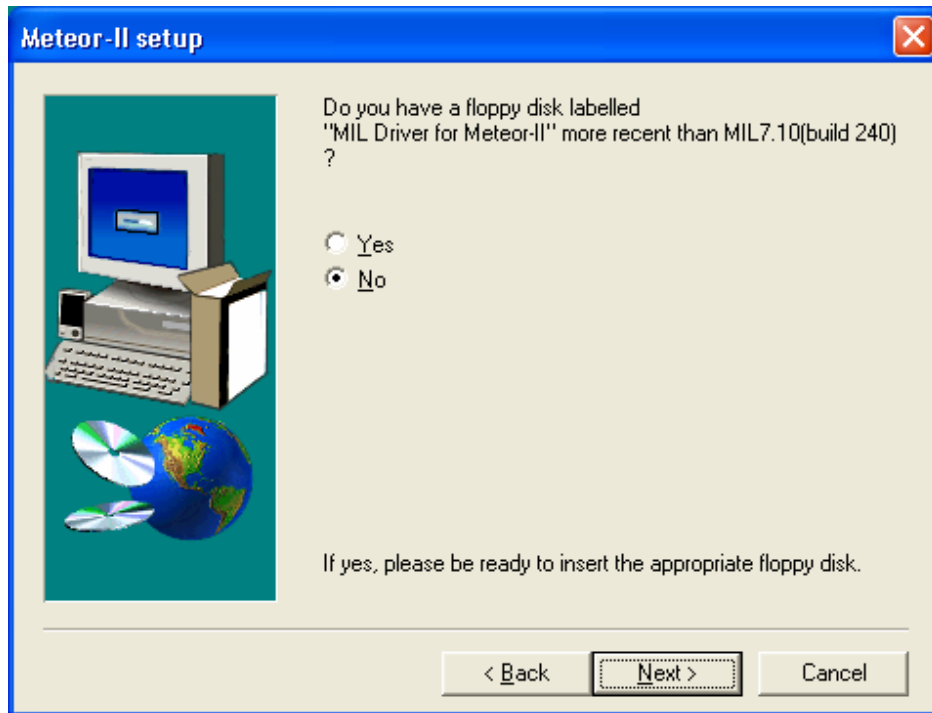 Meteor-II setup
Do you have a floppy disk labelled
"MIL Driver for Meteor-II" more recent than MIL7.10(build 240)
?
Yes
No
If yes, please be ready to insert the appropriate floppy disk.
< Back
Next >
Cancel